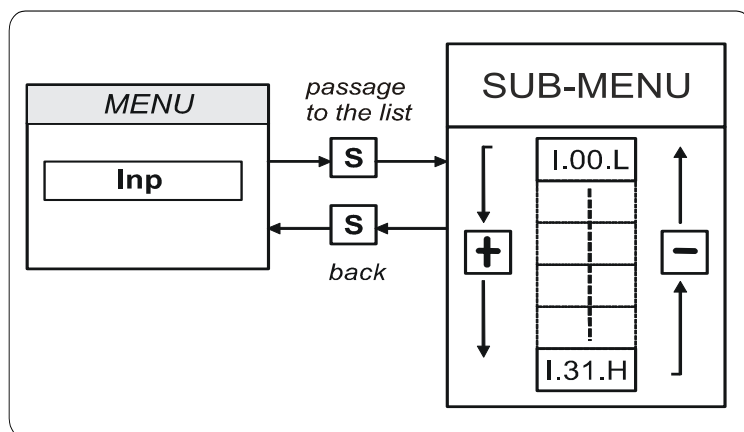 MENU
Inp
passage
to the list
S
S
back
SUB-MENU
I.00.L
+
−
I.31.H